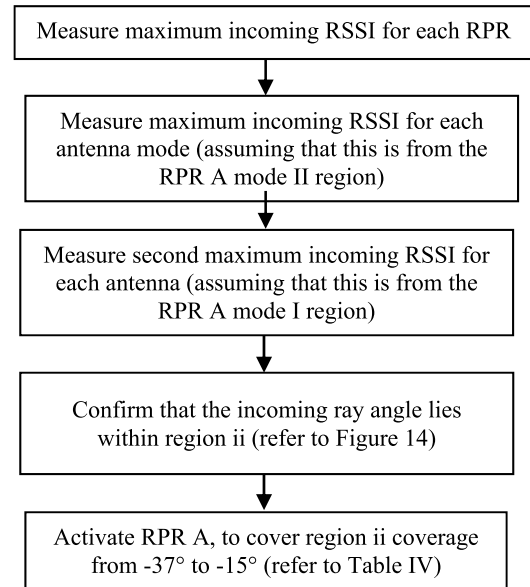 Measure maximum incoming RSSI for each RPR
Measure maximum incoming RSSI for each
antenna mode (assuming that this is from the
RPR A mode II region)
Measure second maximum incoming RSSI for
each antenna (assuming that this is from the
RPR A mode I region)
Confirm that the incoming ray angle lies
within region ii (refer to Figure 14)
Activate RPR A, to cover region ii coverage
from -37° to -15° (refer to Table IV)